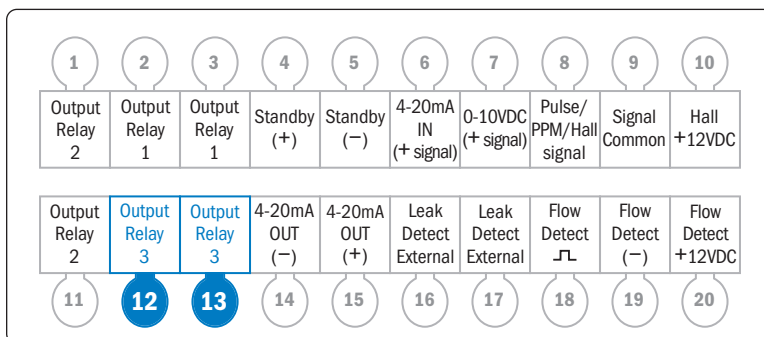 1 2 3 4 5 6 7 8 9 10
Output Output Output Standby Standby 4-20mA 0-10VDC Pulse/ Signal Hall
Relay Relay Relay (+) (−) IN (+ signal) PPM/Hall Common +12VDC
2 1 1 (+ signal) signal
Output Output Output 4-20mA 4-20mA Leak Leak Flow Flow Flow
Relay Relay Relay OUT OUT Detect Detect Detect Detect Detect
2 3 3 (−) (+) External External (−) +12VDC
11 12 13 14 15 16 17 18 19 20